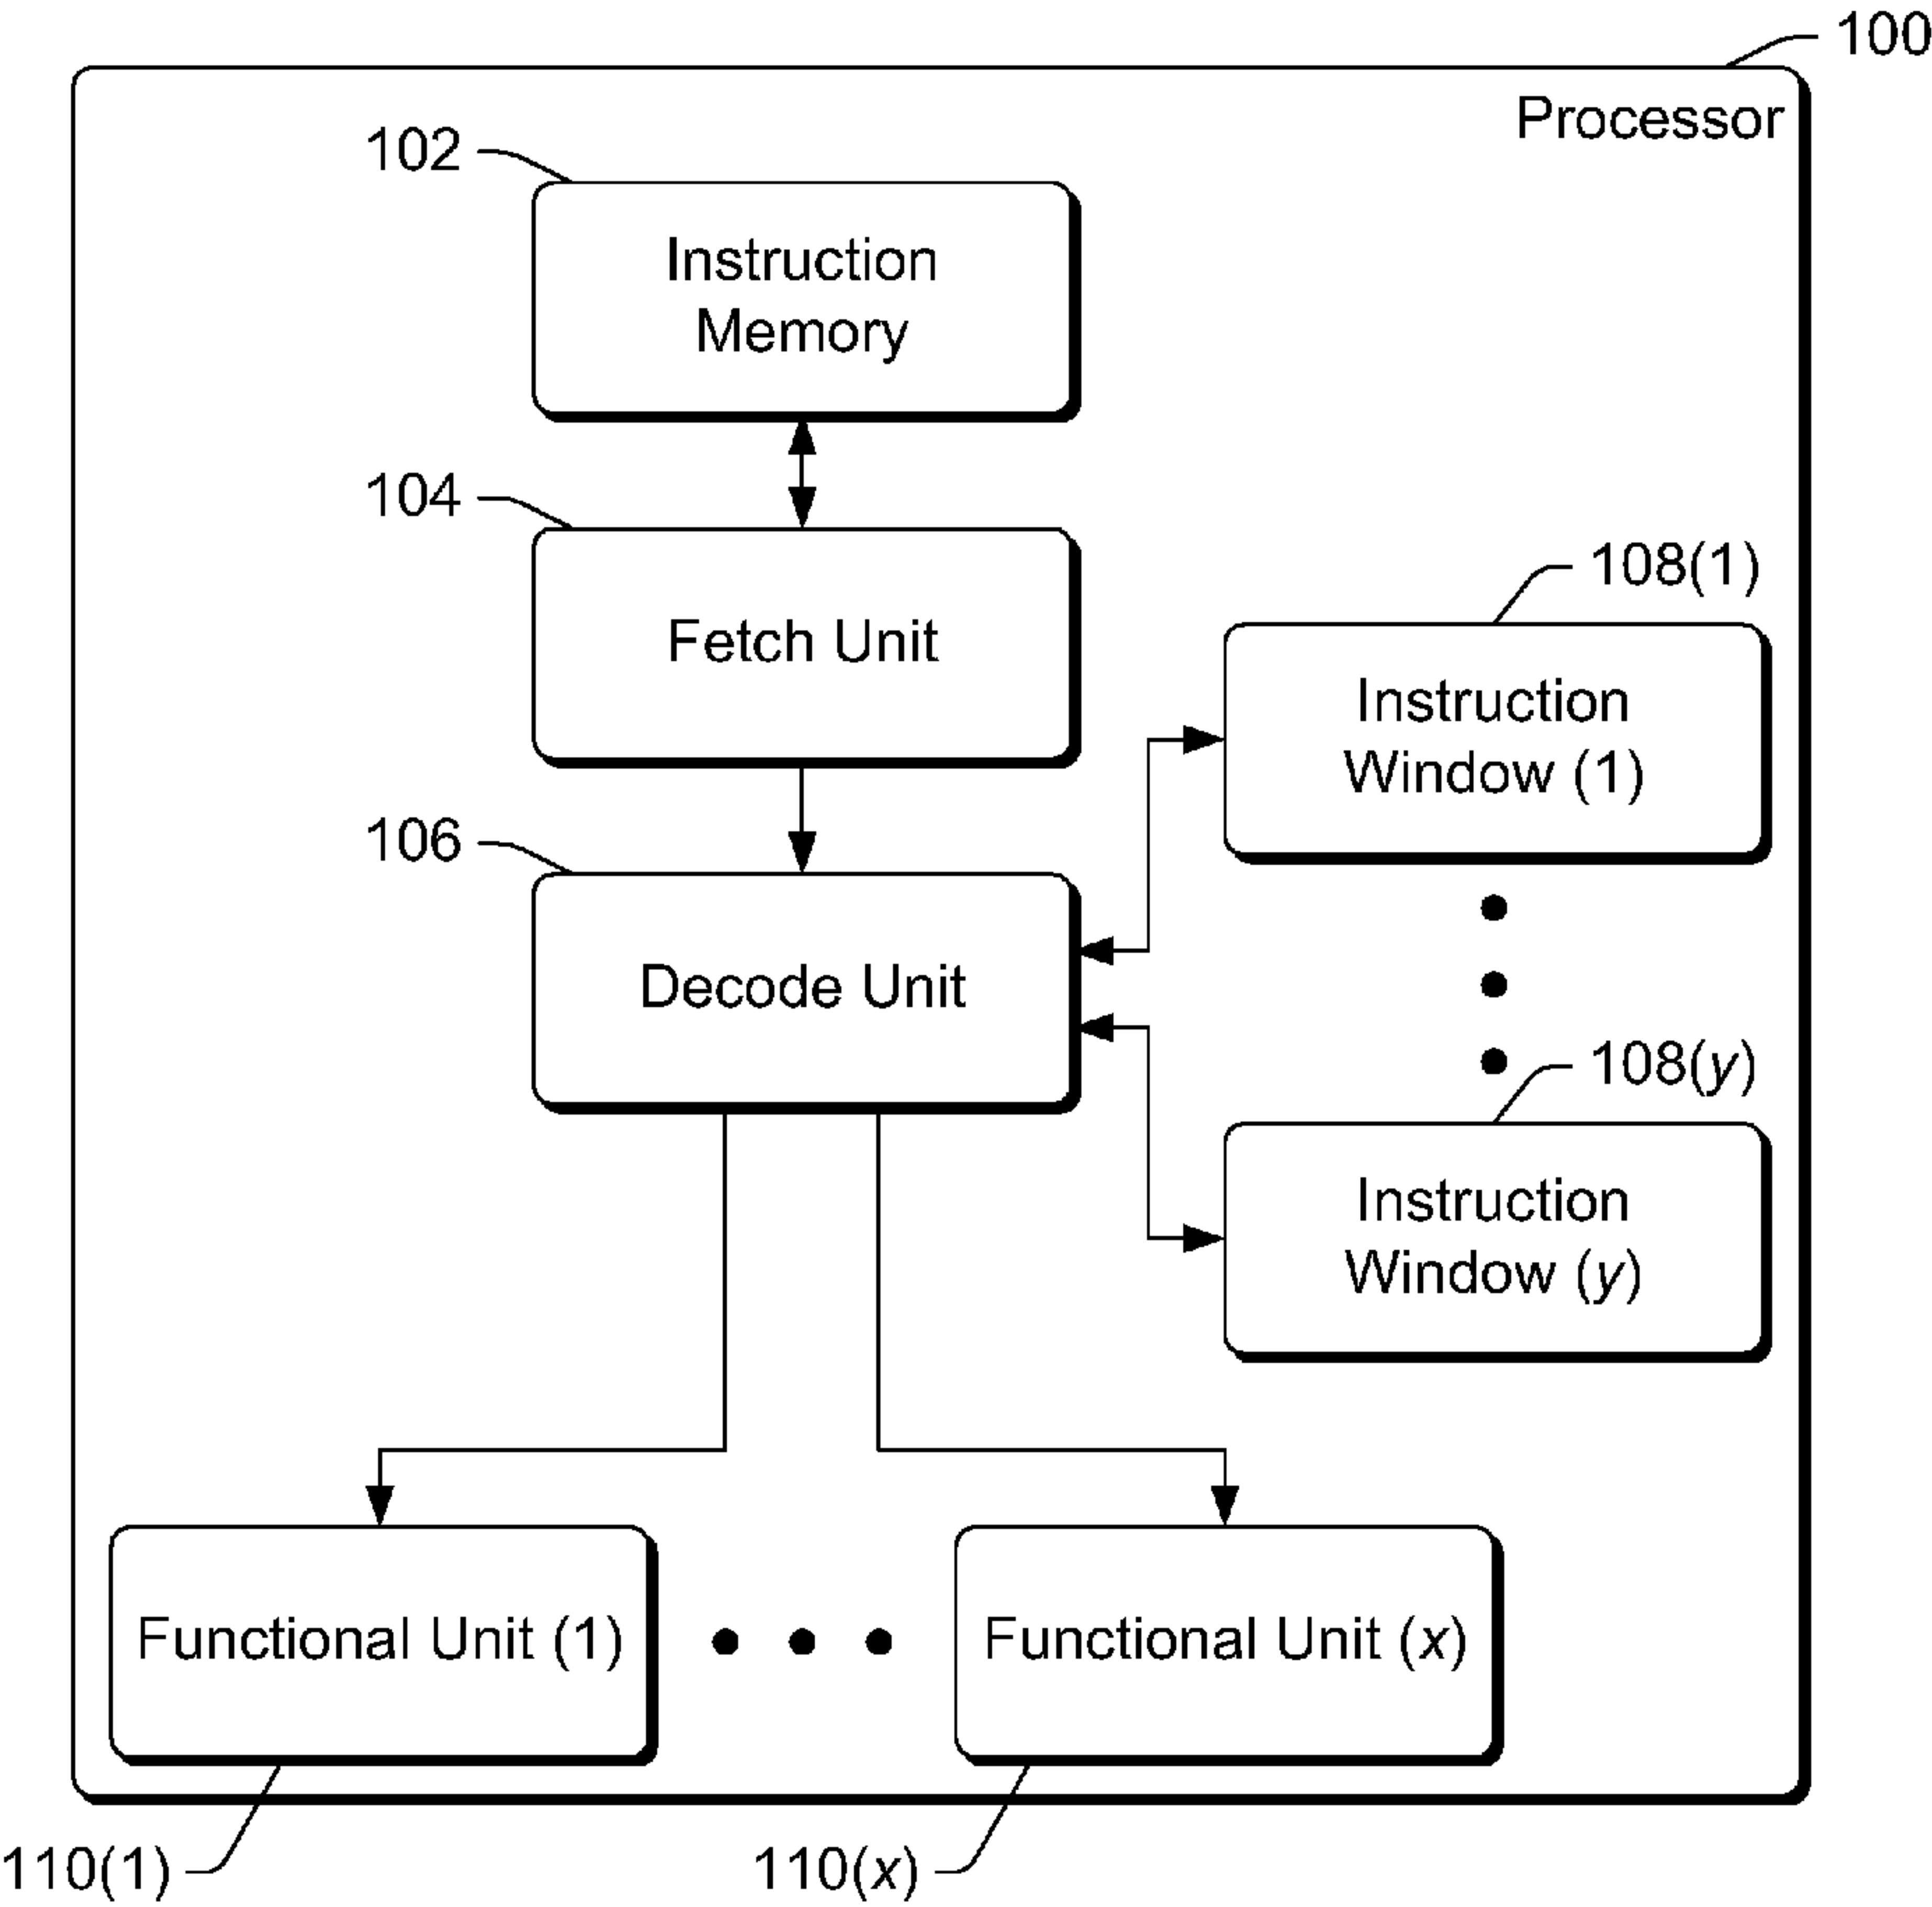 100
Processor
102
Instruction
Memory
104
Fetch Unit
108(1)
Instruction
Window (1)
106
Decode Unit
108(y)
Instruction
Window (y)
Functional Unit (1)
Functional Unit (x)
110(1)
110(x)